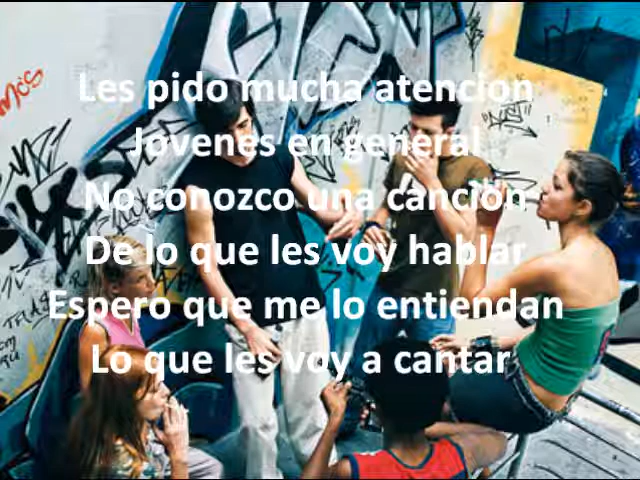 Les pido mucha atencion
Jovenes en general
No conozco una canción
De lo que les voy hablar
Espero que me lo entiendan
Lo que les voy a cantar